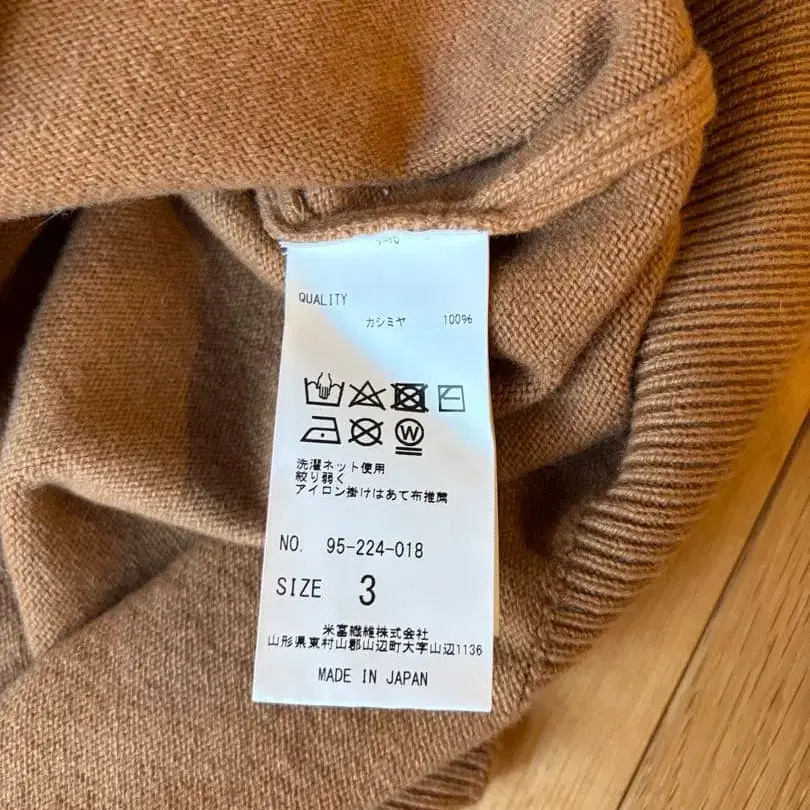 QUALITY
カシミヤ 100%
W
洗濯ネット使用
絞り弱く
アイロン掛けはあて布推薦
NO. 95-224-018
SIZE 3
米富繊維株式会社
山形県東村山郡山辺町大字山辺1136
MADE IN JAPAN